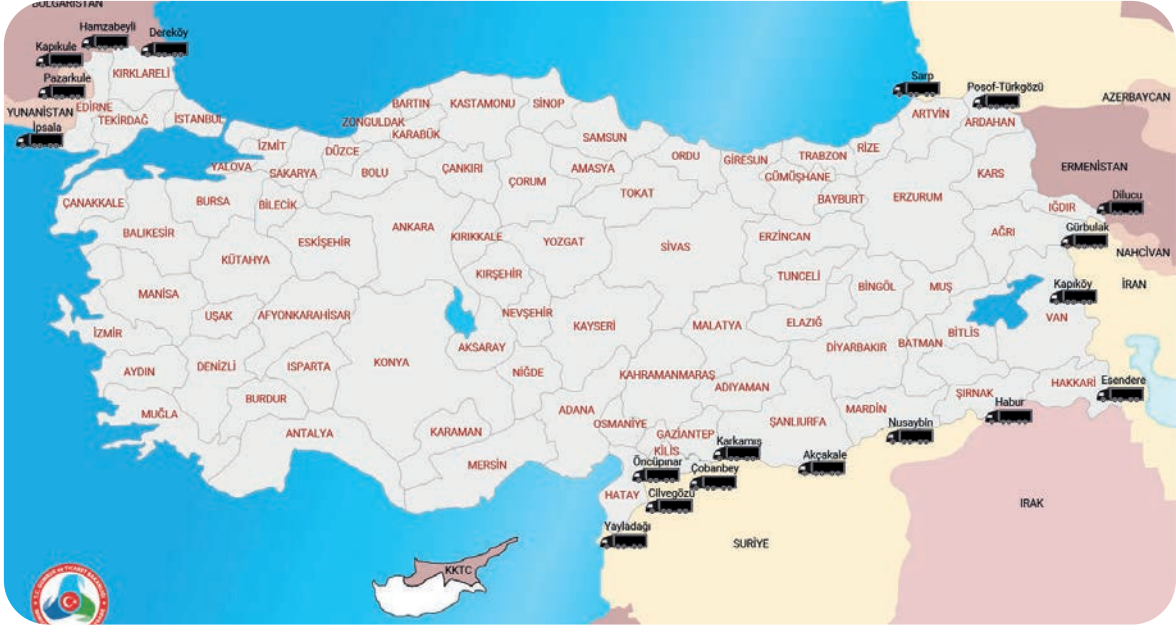 BULGARİSTAN
Hamzabeyli
Dereköy
Kapıkule
KIRKLARELİ
Pazarkule
EDİRNE
YUNANİSTAN
TEKİRDAĞ
İSTANBUL
İpsala
Sarp
Posof-Türkgözü
AZERBAYCAN
ARTVİN
ARDAHAN
BARTIN
KASTAMONU
SİNOP
ZONGULDAK
KARABÜK
SAMSUN
İZMİT
DÜZCE
ORDU
GİRESUN
TRABZON
RİZE
ERMENİSTAN
YALOVA
SAKARYA
BOLU
ÇANKIRI
AMASYA
GÜMÜŞHANE
KARS
ÇORUM
TOKAT
Dilucu
ÇANAKKALE
BURSA
BİLECİK
BAYBURT
ERZURUM
IĞDIR
BALIKESİR
ESKİŞEHİR
ANKARA
KIRIKKALE
YOZGAT
SİVAS
ERZİNCAN
AĞRI
Gürbulak
NAHCİVAN
KÜTAHYA
KIRŞEHİR
TUNCELİ
BİNGÖL
MUŞ
Kapıköy
İRAN
MANİSA
UŞAK
AFYONKARAHİSAR
NEVŞEHİR
KAYSERİ
MALATYA
ELAZIĞ
VAN
İZMİR
AKSARAY
BİTLİS
DENİZLİ
ISPARTA
KONYA
DİYARBAKIR
BATMAN
AYDIN
NİĞDE
KAHRAMANMARAŞ
ADIYAMAN
HAKKARİ
Esendere
BURDUR
ŞIRNAK
MUĞLA
ADANA
MARDİN
Habur
ANTALYA
KARAMAN
OSMANİYE
GAZİANTEP
ŞANLIURFA
Nusaybin
KİLİS
Karkamış
MERSİN
Öncüpınar
Çobanbey
Akçakale
HATAY
Cilvegözü
IRAK
Yayladağı
SURİYE
KKTC